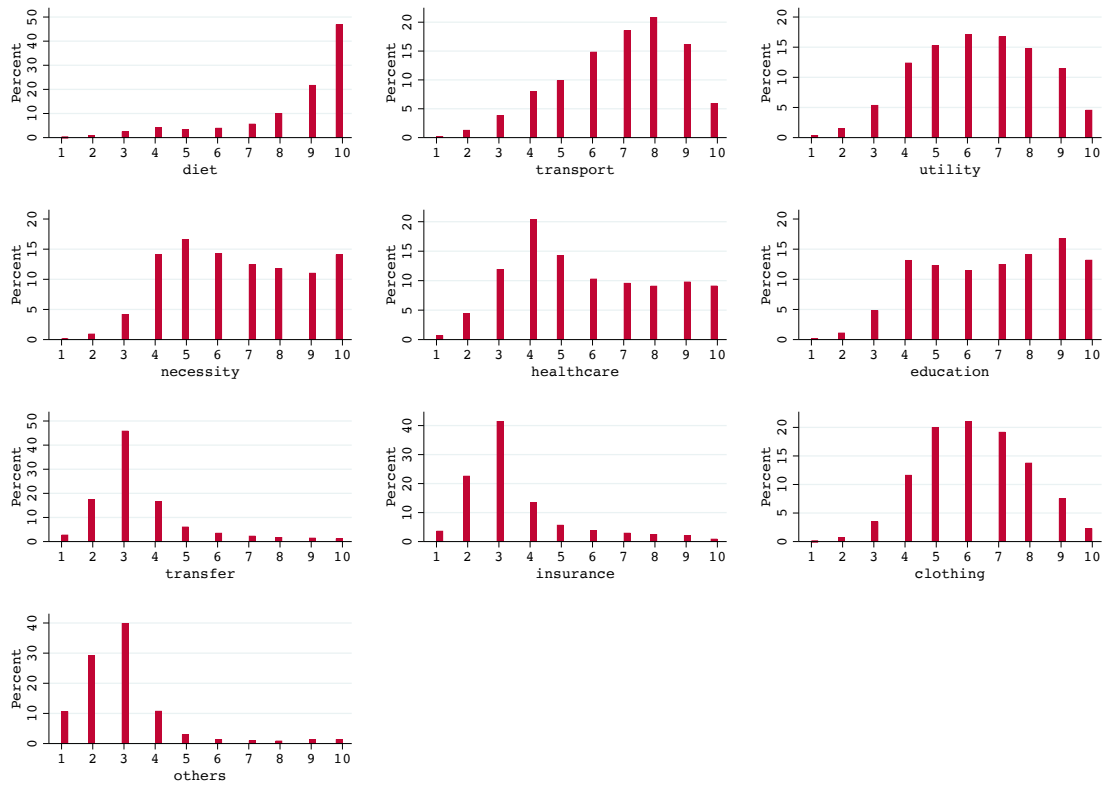 Percent
0 10 20 30 40 50
1 2 3 4 5 6 7 8 9 10
diet
Percent
0 5 10 15 20
1 2 3 4 5 6 7 8 9 10
transport
Percent
0 5 10 15 20
1 2 3 4 5 6 7 8 9 10
utility
Percent
0 5 10 15 20
1 2 3 4 5 6 7 8 9 10
necessity
Percent
0 5 10 15 20
1 2 3 4 5 6 7 8 9 10
healthcare
Percent
0 5 10 15 20
1 2 3 4 5 6 7 8 9 10
education
Percent
0 10 20 30 40 50
1 2 3 4 5 6 7 8 9 10
transfer
Percent
0 10 20 30 40
1 2 3 4 5 6 7 8 9 10
insurance
Percent
0 5 10 15 20
1 2 3 4 5 6 7 8 9 10
clothing
Percent
0 10 20 30 40
1 2 3 4 5 6 7 8 9 10
others